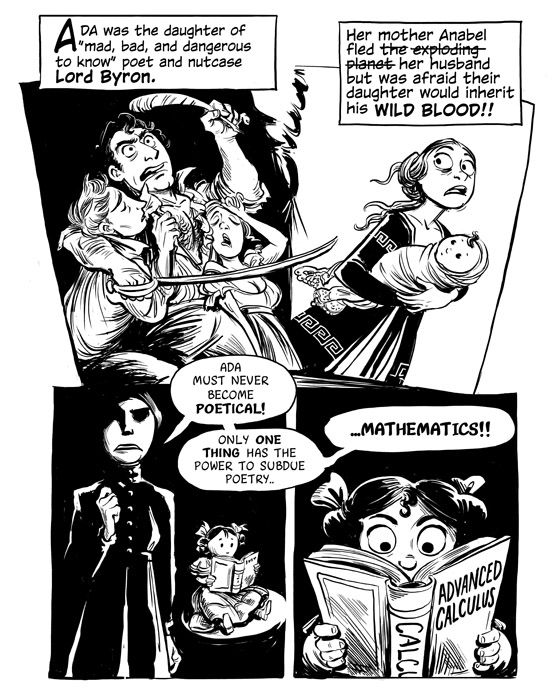 ADA was the daughter of
"mad, bad, and dangerous
to know" poet and nutcase
Lord Byron.
Her mother Anabel
fled the exploding
planet her husband
but was afraid their
daughter would inherit
his WILD BLOOD!!
ADA
MUST NEVER
BECOME
POETICAL!
ONLY ONE
THING HAS THE
POWER TO SUBDUE
POETRY..
...MATHEMATICS!!
CALCU
ADVANCED
CALCULUS